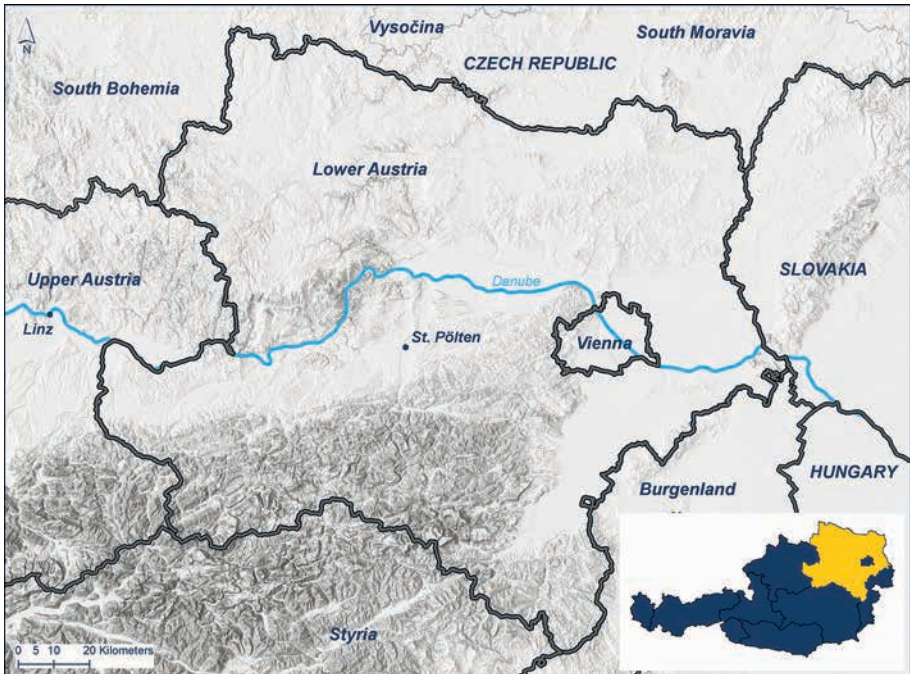 N
Vysočina
South Moravia
CZECH REPUBLIC
South Bohemia
Lower Austria
SLOVAKIA
Upper Austria
Danube
Linz
St. Pölten
Vienna
HUNGARY
Burgenland
Styria
0 5 10 20 Kilometers